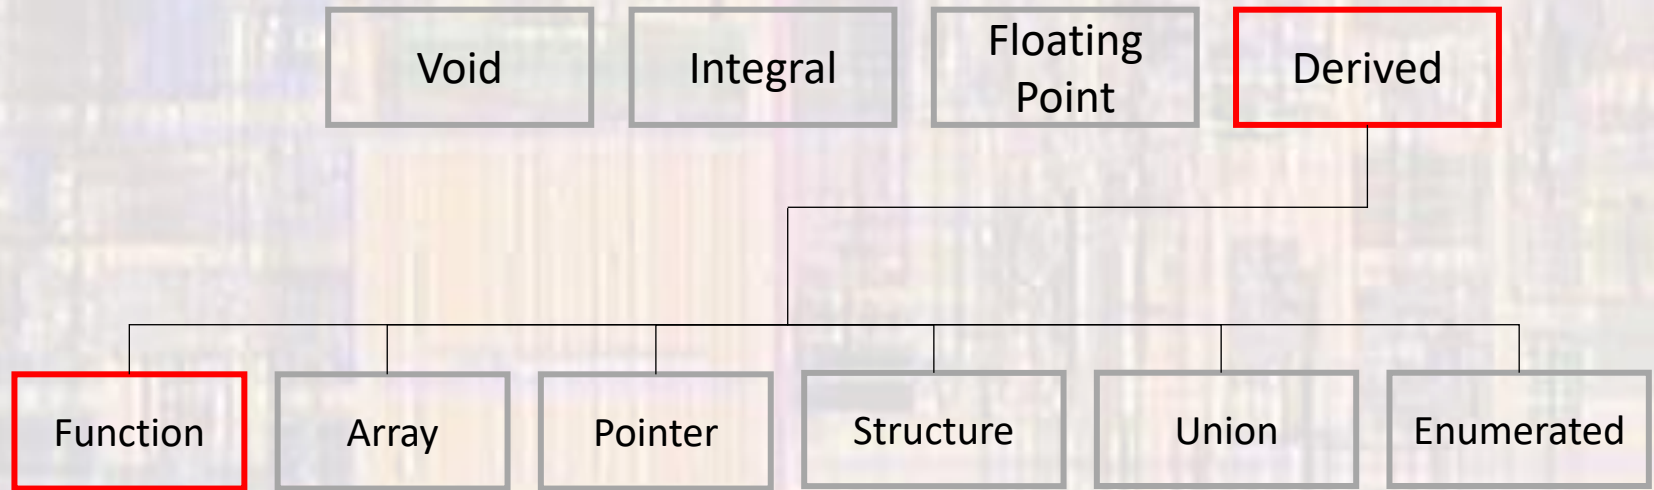 Void
Integral
Floating
Point
Derived
Function
Array
Pointer
Structure
Union
Enumerated